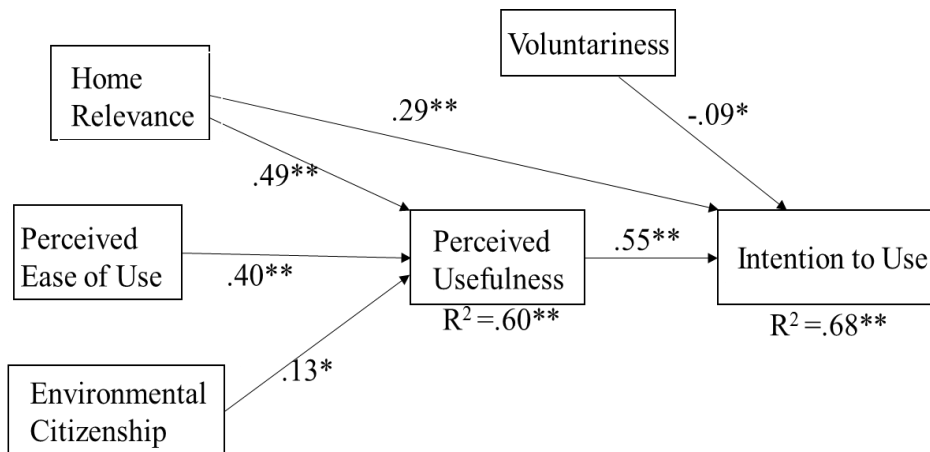 Voluntariness
Home
Relevance
.29**
-.09*
.49**
Perceived
Ease of Use
.40**
Perceived
Usefulness
R² =.60**
.55**
Intention to Use
R² =.68**
.13*
Environmental
Citizenship